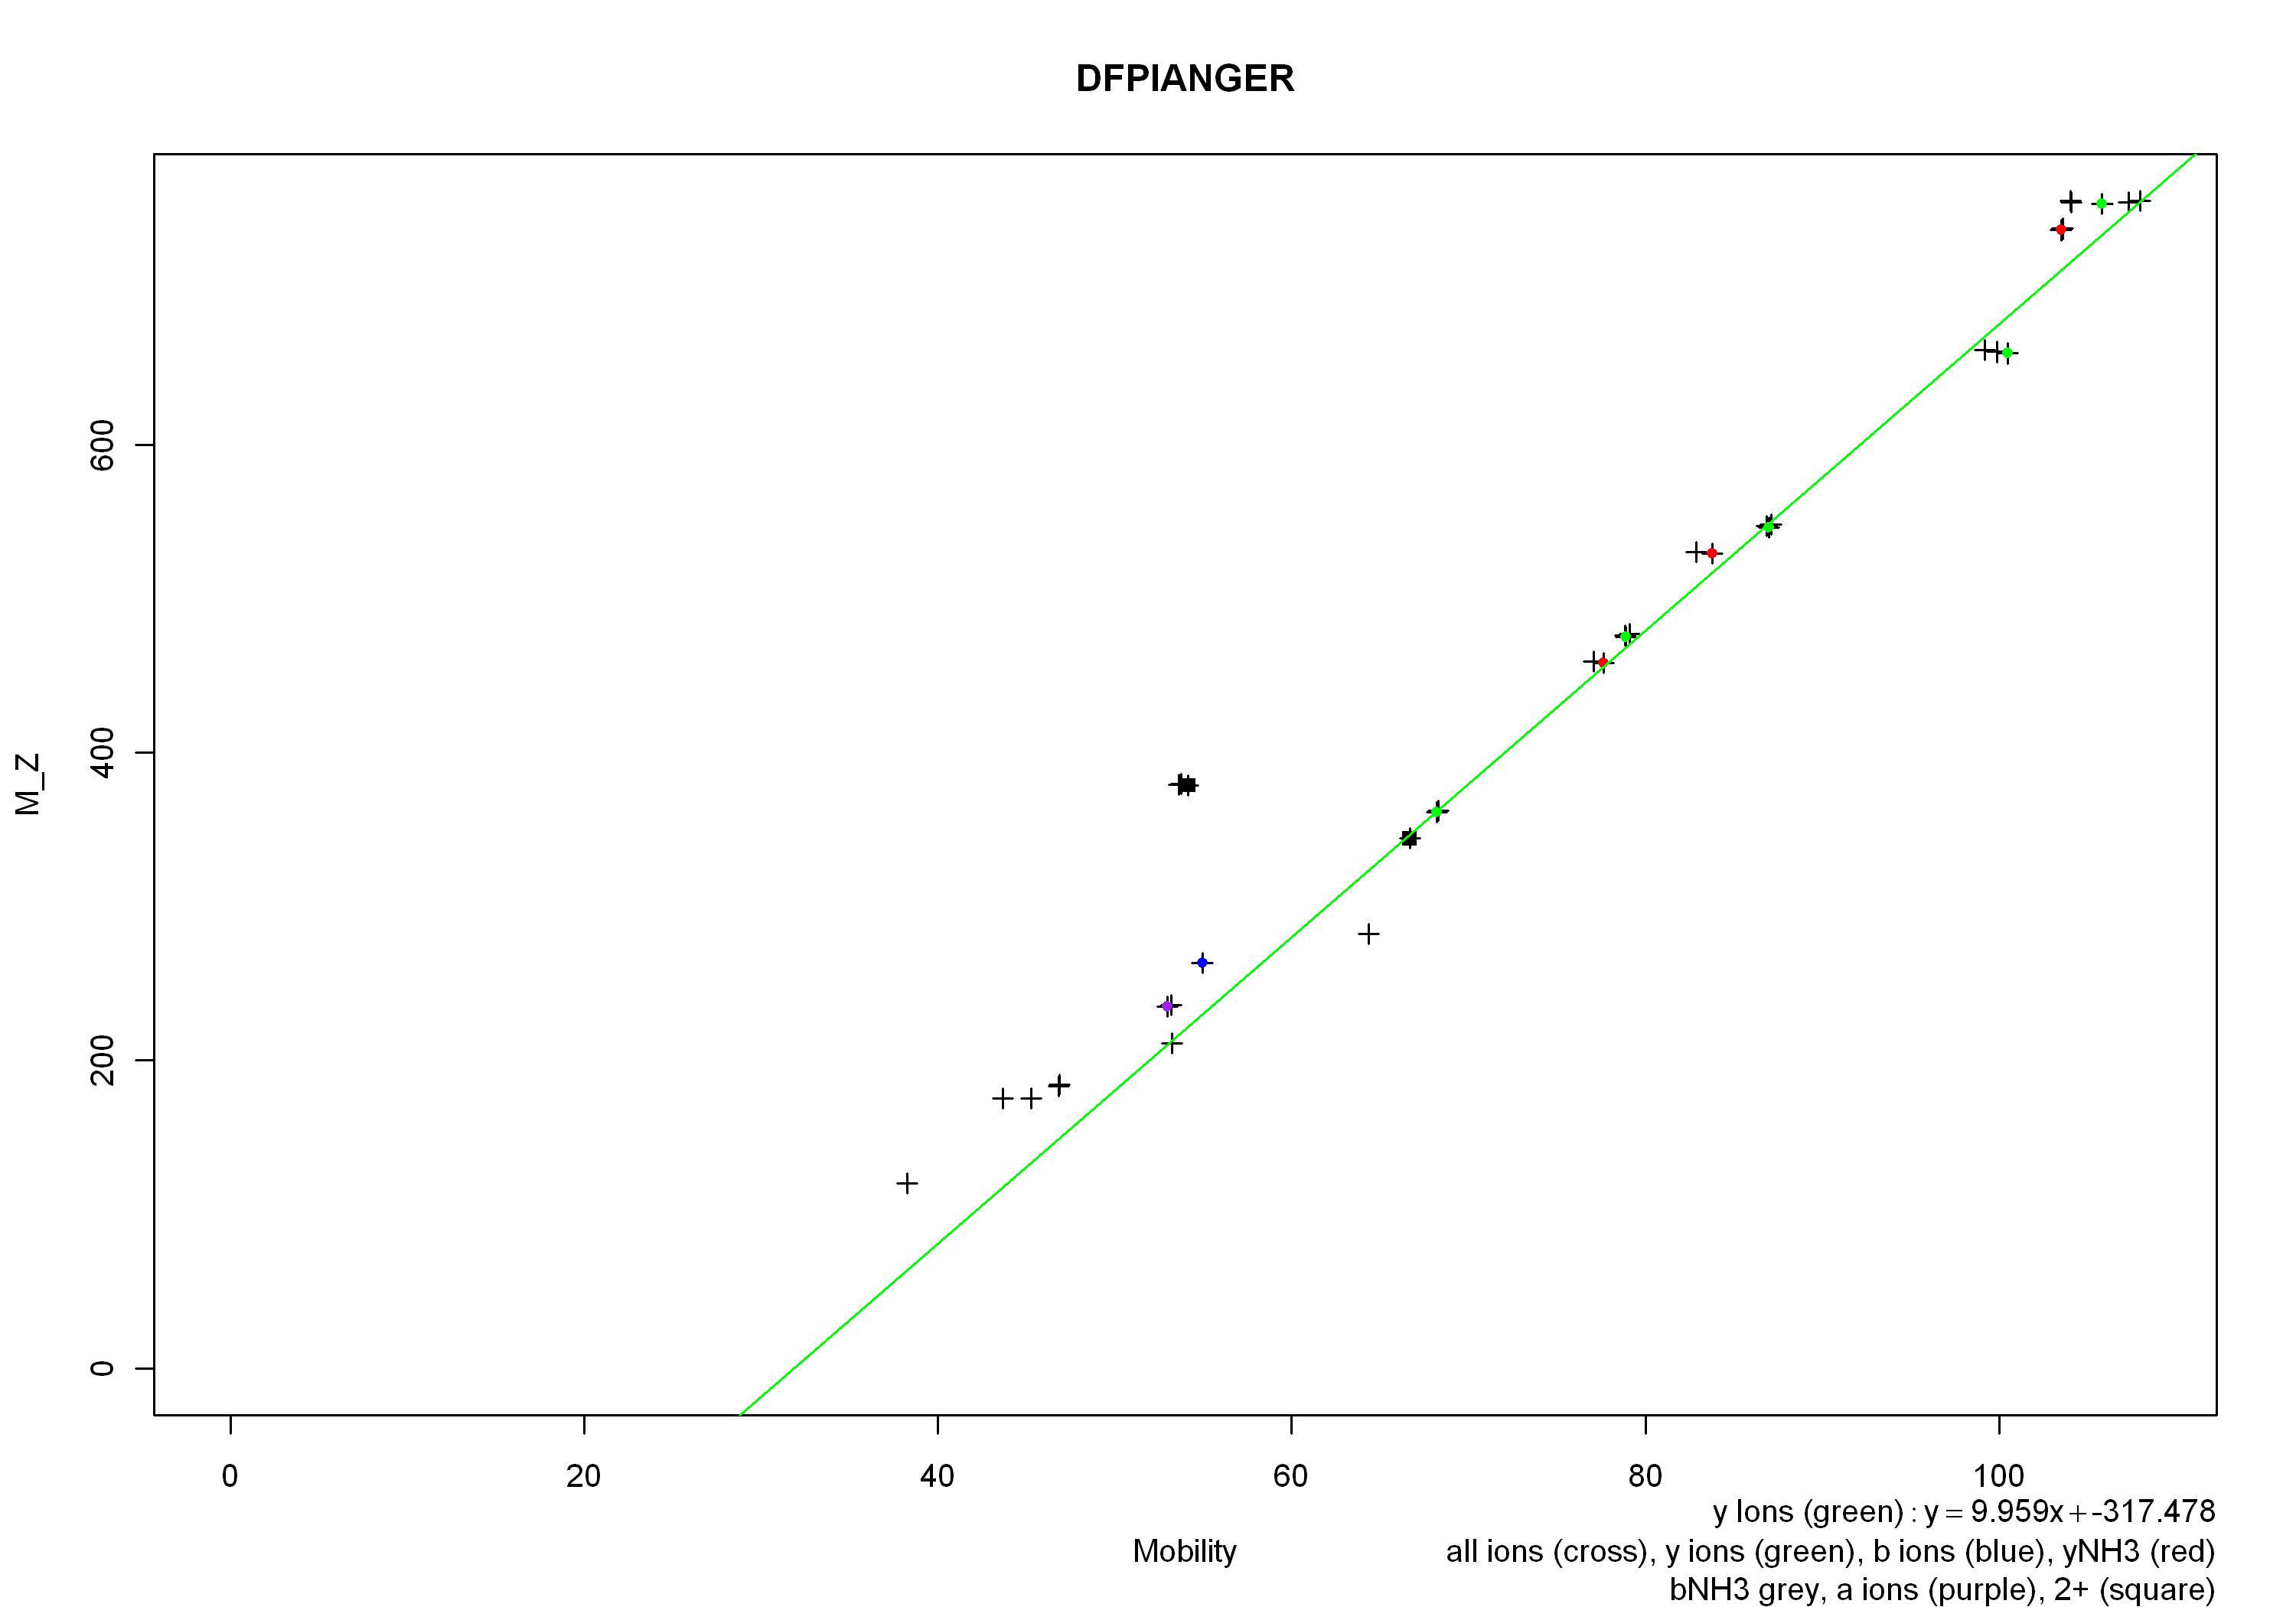 DFPIANGER
M_Z
600
400
200
0
0 20 40 60 80 100
y Ions (green) : y = 9.959x + -317.478
Mobility
all ions (cross), y ions (green), b ions (blue), yNH3 (red)
bNH3 grey, a ions (purple), 2+ (square)